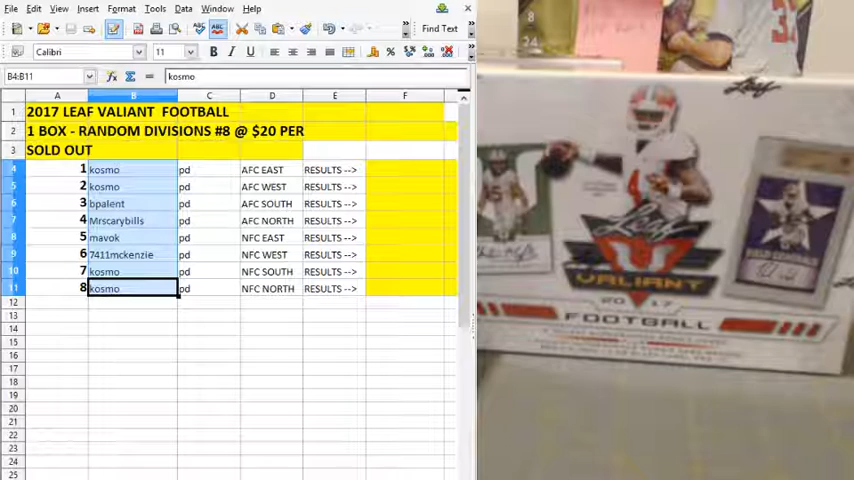 File Edit View Insert Format Tools Data Window Help
Find Text
Calibri 11
B4:B11 kosmo
A B C D E F
1 2017 LEAF VALIANT FOOTBALL
2 1 BOX - RANDOM DIVISIONS #8 @ $20 PER
3 SOLD OUT
4 1 kosmo pd AFC EAST RESULTS -->
5 2 kosmo pd AFC WEST RESULTS -->
6 3 bpalent pd AFC SOUTH RESULTS -->
7 4 Mrscarybills pd AFC NORTH RESULTS -->
8 5 mavok pd NFC EAST RESULTS -->
9 6 7411mckenzie pd NFC WEST RESULTS -->
10 7 kosmo pd NFC SOUTH RESULTS -->
11 8 kosmo pd NFC NORTH RESULTS -->
12
13
14
15
16
17
18
19
20
21
22
23
24
25
8
24
Leaf
Leaf
VALIANT
2017
FOOTBALL